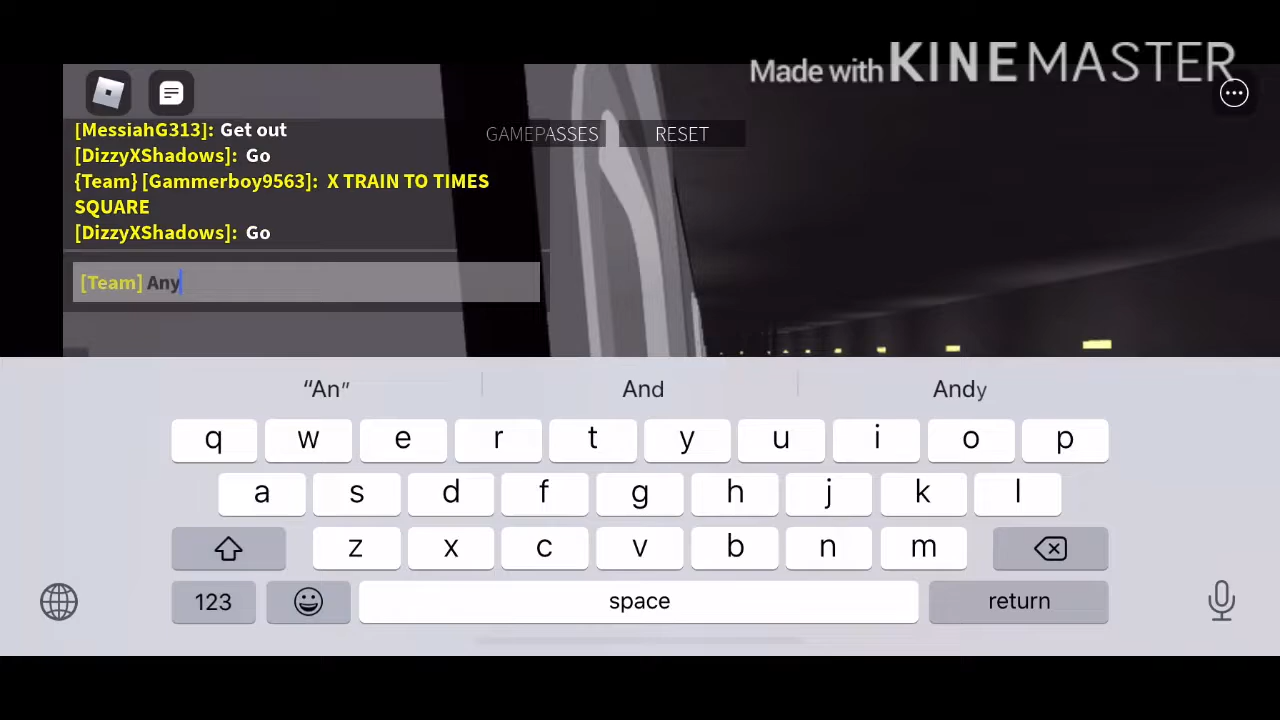 Made with KINEMASTER
[MessiahG313]: Get out
GAMEPASSES
RESET
[DizzyXShadows]: Go
{Team} [Gammerboy9563]: X TRAIN TO TIMES
SQUARE
[DizzyXShadows]: Go
[Team] Any
“An” And Andy
q w e r t y u i o p
a s d f g h j k l
z x c v b n m
123 space return